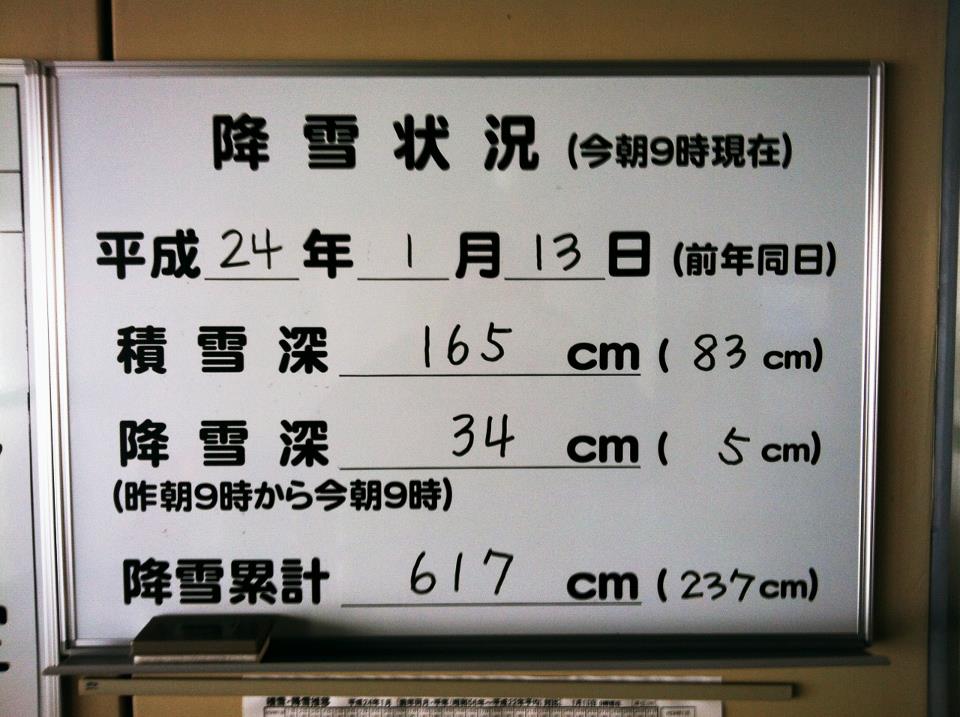 降雪状況 (今朝9時現在)
平成 24 年 1 月 13 日 (前年同日)
積雪深 165 cm ( 83 cm)
降雪深 34 cm ( 5 cm)
(昨朝9時から今朝9時)
降雪累計 617 cm ( 237 cm)